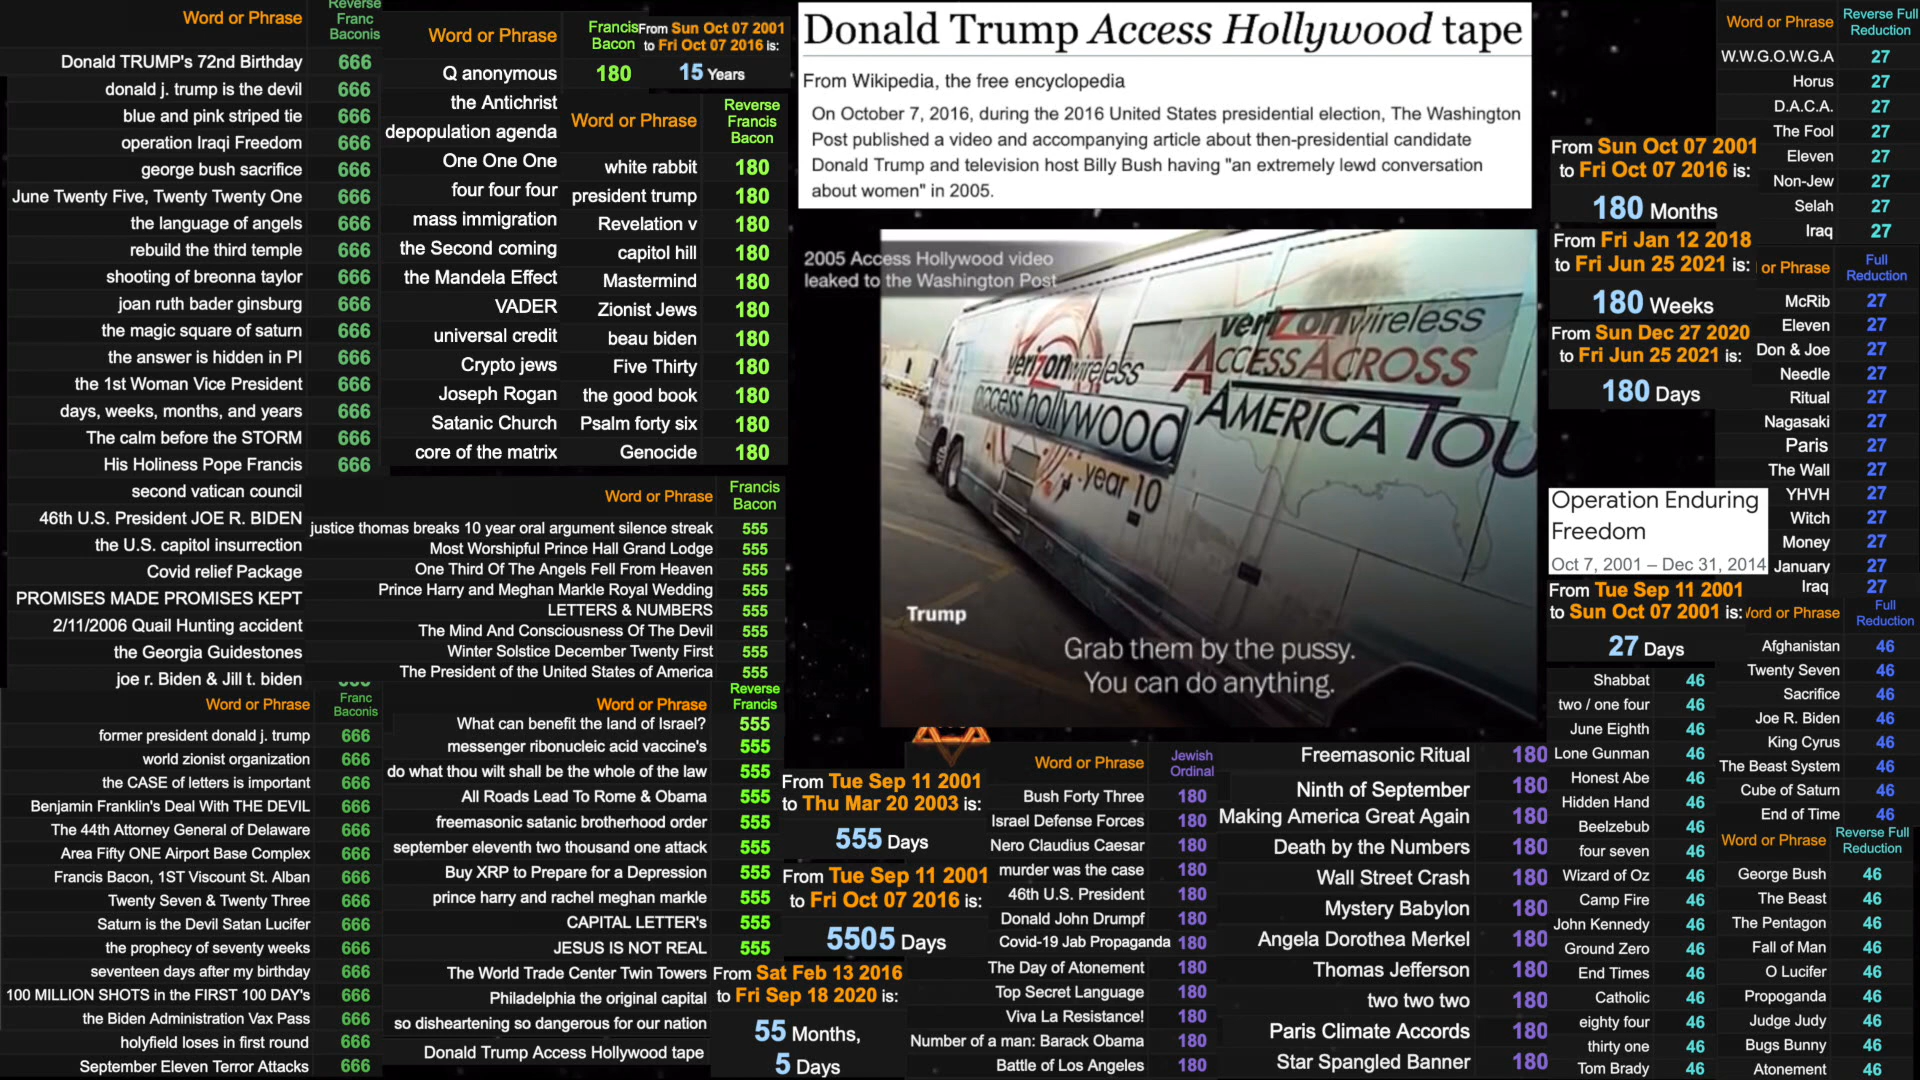 Word or Phrase
Reverse
Franc
Baconis
Donald TRUMP's 72nd Birthday 666
donald j. trump is the devil 666
blue and pink striped tie 666
operation Iraqi Freedom 666
george bush sacrifice 666
June Twenty Five, Twenty Twenty One 666
the language of angels 666
rebuild the third temple 666
shooting of breonna taylor 666
joan ruth bader ginsburg 666
the magic square of saturn 666
the answer is hidden in PI 666
the 1st Woman Vice President 666
days, weeks, months, and years 666
The calm before the STORM 666
His Holiness Pope Francis 666
second vatican council
46th U.S. President JOE R. BIDEN
the U.S. capitol insurrection
Covid relief Package
PROMISES MADE PROMISES KEPT
2/11/2006 Quail Hunting accident
the Georgia Guidestones
joe r. Biden & Jill t. biden
Word or Phrase
Franc
Baconis
former president donald j. trump 666
world zionist organization 666
the CASE of letters is important 666
Benjamin Franklin's Deal With THE DEVIL 666
The 44th Attorney General of Delaware 666
Area Fifty ONE Airport Base Complex 666
Francis Bacon, 1ST Viscount St. Alban 666
Twenty Seven & Twenty Three 666
Saturn is the Devil Satan Lucifer 666
the prophecy of seventy weeks 666
seventeen days after my birthday 666
100 MILLION SHOTS in the FIRST 100 DAY's 666
the Biden Administration Vax Pass 666
holyfield loses in first round 666
September Eleven Terror Attacks 666
Word or Phrase
Francis
Bacon
Q anonymous 180
the Antichrist
depopulation agenda
One One One
four four four
mass immigration
the Second coming
the Mandela Effect
VADER
universal credit
Crypto jews
Joseph Rogan
Satanic Church
core of the matrix
From Sun Oct 07 2001
to Fri Oct 07 2016 is:
15 Years
Word or Phrase
Reverse
Francis
Bacon
white rabbit 180
president trump 180
Revelation v 180
capitol hill 180
Mastermind 180
Zionist Jews 180
beau biden 180
Five Thirty 180
the good book 180
Psalm forty six 180
Genocide 180
Word or Phrase
Francis
Bacon
justice thomas breaks 10 year oral argument silence streak 555
Most Worshipful Prince Hall Grand Lodge 555
One Third Of The Angels Fell From Heaven 555
Prince Harry and Meghan Markle Royal Wedding 555
LETTERS & NUMBERS 555
The Mind And Consciousness Of The Devil 555
Winter Solstice December Twenty First 555
The President of the United States of America 555
Word or Phrase
Reverse
Francis
What can benefit the land of Israel? 555
messenger ribonucleic acid vaccine's 555
do what thou wilt shall be the whole of the law 555
All Roads Lead To Rome & Obama 555
freemasonic satanic brotherhood order 555
september eleventh two thousand one attack 555
Buy XRP to Prepare for a Depression 555
prince harry and rachel meghan markle 555
CAPITAL LETTER's 555
JESUS IS NOT REAL 555
The World Trade Center Twin Towers
Philadelphia the original capital
so disheartening so dangerous for our nation
Donald Trump Access Hollywood tape
Donald Trump Access Hollywood tape
From Wikipedia, the free encyclopedia
On October 7, 2016, during the 2016 United States presidential election, The Washington
Post published a video and accompanying article about then-presidential candidate
Donald Trump and television host Billy Bush having "an extremely lewd conversation
about women" in 2005.
2005 Access Hollywood video
leaked to the Washington Post
verizonwireless
access hollywood
year 10
verizonwireless
ACCESS ACROSS
AMERICA TOU
Trump
Grab them by the pussy.
You can do anything.
From Tue Sep 11 2001
to Thu Mar 20 2003 is:
555 Days
From Tue Sep 11 2001
to Fri Oct 07 2016 is:
5505 Days
From Sat Feb 13 2016
to Fri Sep 18 2020 is:
55 Months,
5 Days
Word or Phrase
Jewish
Ordinal
Bush Forty Three 180
Israel Defense Forces 180
Nero Claudius Caesar 180
murder was the case 180
46th U.S. President 180
Donald John Drumpf 180
Covid-19 Jab Propaganda 180
The Day of Atonement 180
Top Secret Language 180
Viva La Resistance! 180
Number of a man: Barack Obama 180
Battle of Los Angeles 180
Freemasonic Ritual 180
Ninth of September 180
Making America Great Again 180
Death by the Numbers 180
Wall Street Crash 180
Mystery Babylon 180
Angela Dorothea Merkel 180
Thomas Jefferson 180
two two two 180
Paris Climate Accords 180
Star Spangled Banner 180
From Sun Oct 07 2001
to Fri Oct 07 2016 is:
180 Months
From Fri Jan 12 2018
to Fri Jun 25 2021 is:
180 Weeks
From Sun Dec 27 2020
to Fri Jun 25 2021 is:
180 Days
Operation Enduring
Freedom
Oct 7, 2001 – Dec 31, 2014
From Tue Sep 11 2001
to Sun Oct 07 2001 is:
27 Days
Shabbat 46
two / one four 46
June Eighth 46
Lone Gunman 46
Honest Abe 46
Hidden Hand 46
Beelzebub 46
four seven 46
Wizard of Oz 46
Camp Fire 46
John Kennedy 46
Ground Zero 46
End Times 46
Catholic 46
eighty four 46
thirty one 46
Tom Brady 46
Word or Phrase
Reverse Full
Reduction
W.W.G.O.W.G.A 27
Horus 27
D.A.C.A. 27
The Fool 27
Eleven 27
Non-Jew 27
Selah 27
Iraq 27
or Phrase
Full
Reduction
McRib 27
Eleven 27
Don & Joe 27
Needle 27
Ritual 27
Nagasaki 27
Paris 27
The Wall 27
YHVH 27
Witch 27
Money 27
January 27
Iraq 27
Word or Phrase
Full
Reduction
Afghanistan 46
Twenty Seven 46
Sacrifice 46
Joe R. Biden 46
King Cyrus 46
The Beast System 46
Cube of Saturn 46
End of Time 46
Word or Phrase
Reverse Full
Reduction
George Bush 46
The Beast 46
The Pentagon 46
Fall of Man 46
O Lucifer 46
Propoganda 46
Judge Judy 46
Bugs Bunny 46
Atonement 46